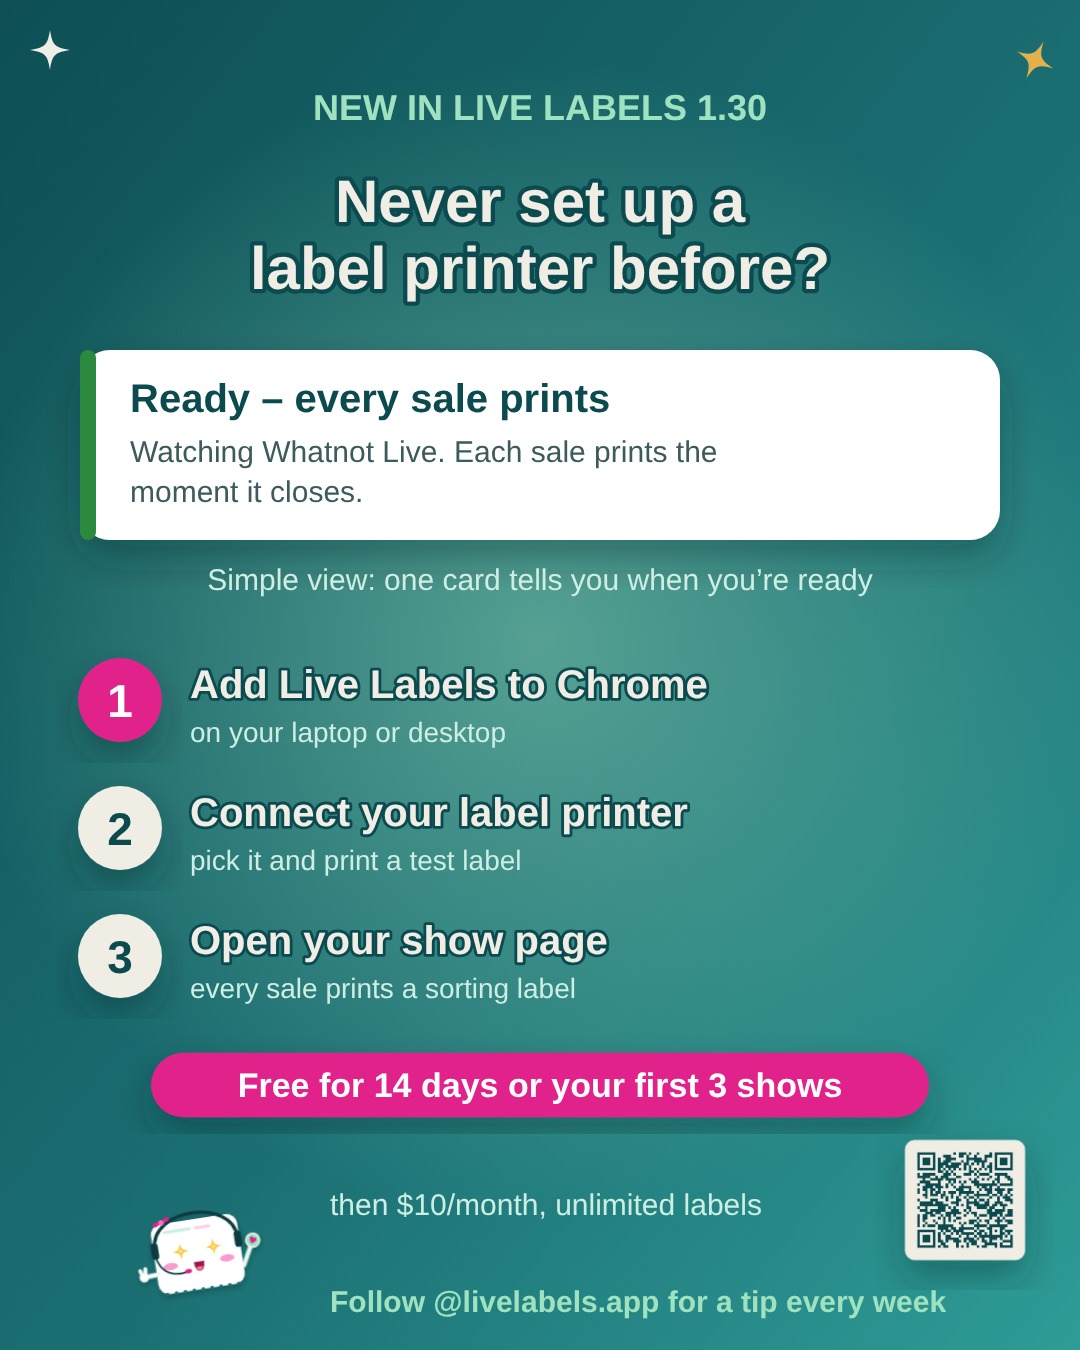 NEW IN LIVE LABELS 1.30
Never set up a
label printer before?
Ready – every sale prints
Watching Whatnot Live. Each sale prints the
moment it closes.
Simple view: one card tells you when you’re ready
1
Add Live Labels to Chrome
on your laptop or desktop
2
Connect your label printer
pick it and print a test label
3
Open your show page
every sale prints a sorting label
Free for 14 days or your first 3 shows
then $10/month, unlimited labels
Follow @livelabels.app for a tip every week